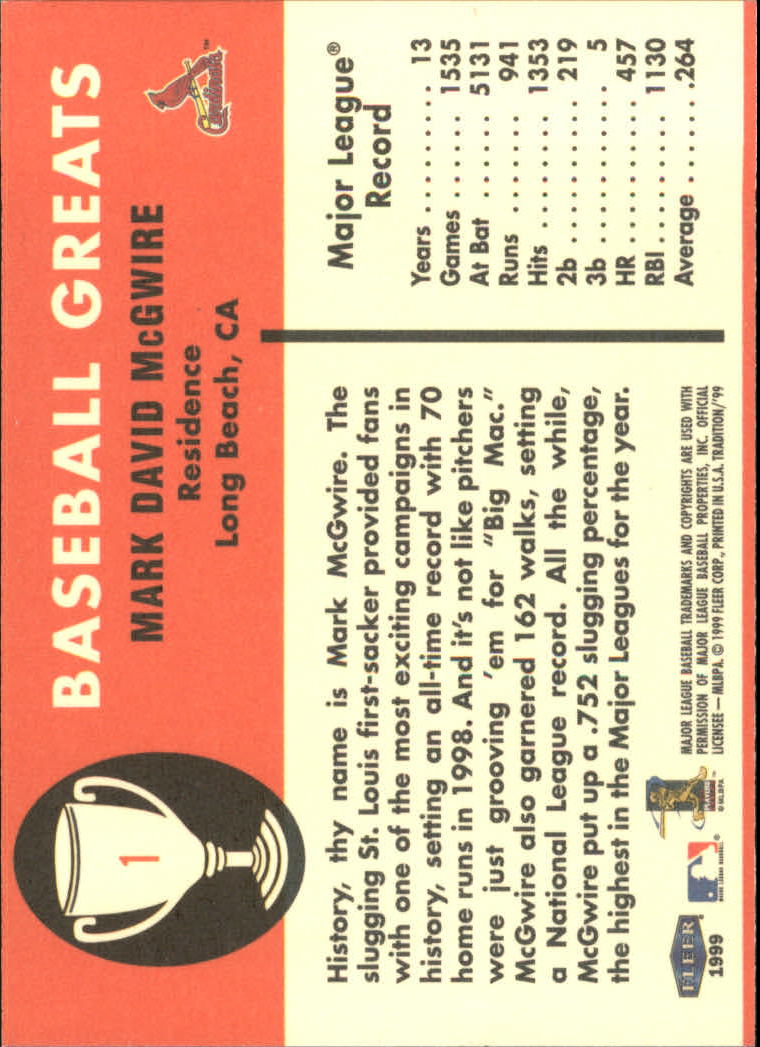 1
BASEBALL GREATS
MARK DAVID McGWIRE
Residence
Long Beach, CA
Cardinals™
History, thy name is Mark McGwire. The
slugging St. Louis first-sacker provided fans
with one of the most exciting campaigns in
history, setting an all-time record with 70
home runs in 1998. And it's not like pitchers
were just grooving 'em for "Big Mac."
McGwire also garnered 162 walks, setting
a National League record. All the while,
McGwire put up a .752 slugging percentage,
the highest in the Major Leagues for the year.
Major League®
Record
Years . . . . . . . . . . 13
Games . . . . . . 1535
At Bat . . . . . . 5131
Runs . . . . . . . 941
Hits . . . . . . . . 1353
2b . . . . . . . . . . 219
3b . . . . . . . . . . . 5
HR . . . . . . . . . 457
RBI . . . . . . . . 1130
Average . . . . . . .264
FLEER®
1999
© MLBPA
MAJOR LEAGUE BASEBALL TRADEMARKS AND COPYRIGHTS ARE USED WITH
PERMISSION OF MAJOR LEAGUE BASEBALL PROPERTIES, INC. OFFICIAL
LICENSEE — MLBPA. © 1999 FLEER CORP., PRINTED IN U.S.A. TRADITION/'99